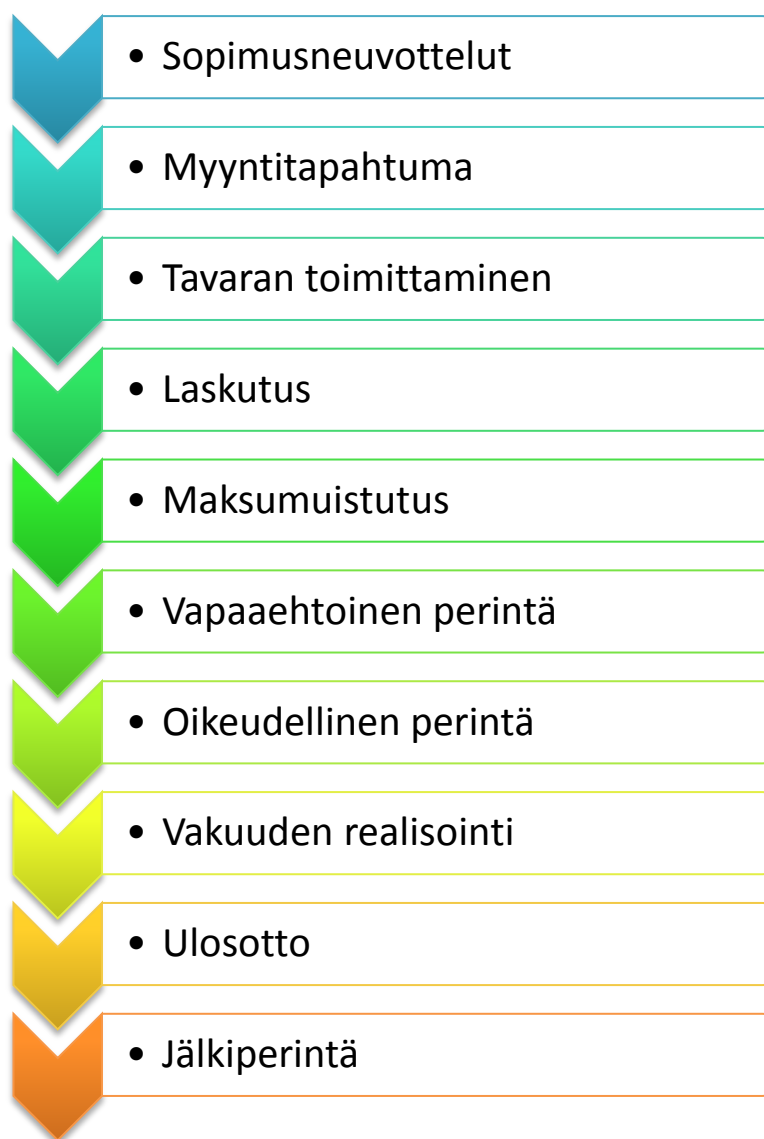 • Sopimusneuvottelut
• Myyntitapahtuma
• Tavaran toimittaminen
• Laskutus
• Maksumuistutus
• Vapaaehtoinen perintä
• Oikeudellinen perintä
• Vakuuden realisointi
• Ulosotto
• Jälkiperintä